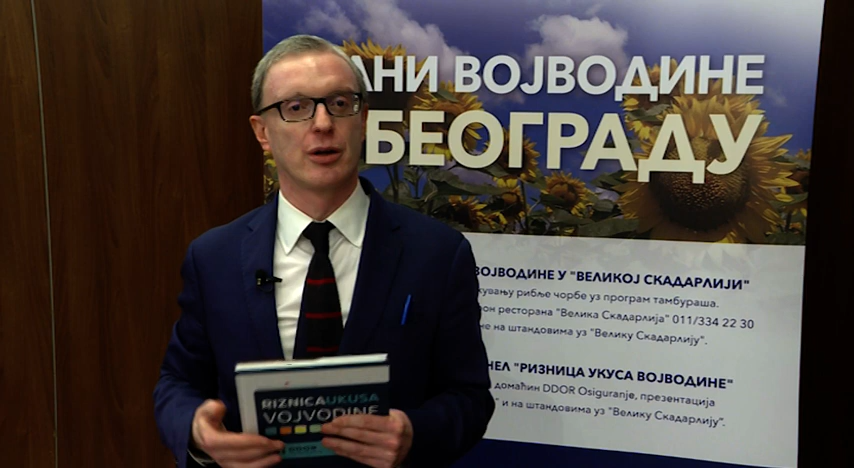 АНИ ВОЈВОДИНЕ
БЕОГРАДУ
ВОЈВОДИНЕ У "ВЕЛИКОЈ СКАДАРЛИЈИ"
рибље чорбе уз програм тамбураша.
ресторана "Велика Скадарлија" 011/334 22 30
не на штандовима уз "Велику Скадарлију".
НЕЛ "РИЗНИЦА УКУСА ВОЈВОДИНЕ"
домаћин DDOR Osiguranje, презентација
и на штандовима уз "Велику Скадарлију".
RIZNICAUKUSA
VOJVODINE
DDOR